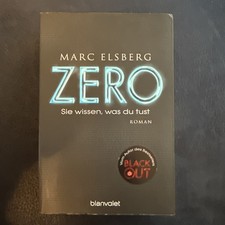 MARC ELSBERG
ZERO
Sie wissen, was du tust
ROMAN
BLACK
OUT
blanvalet